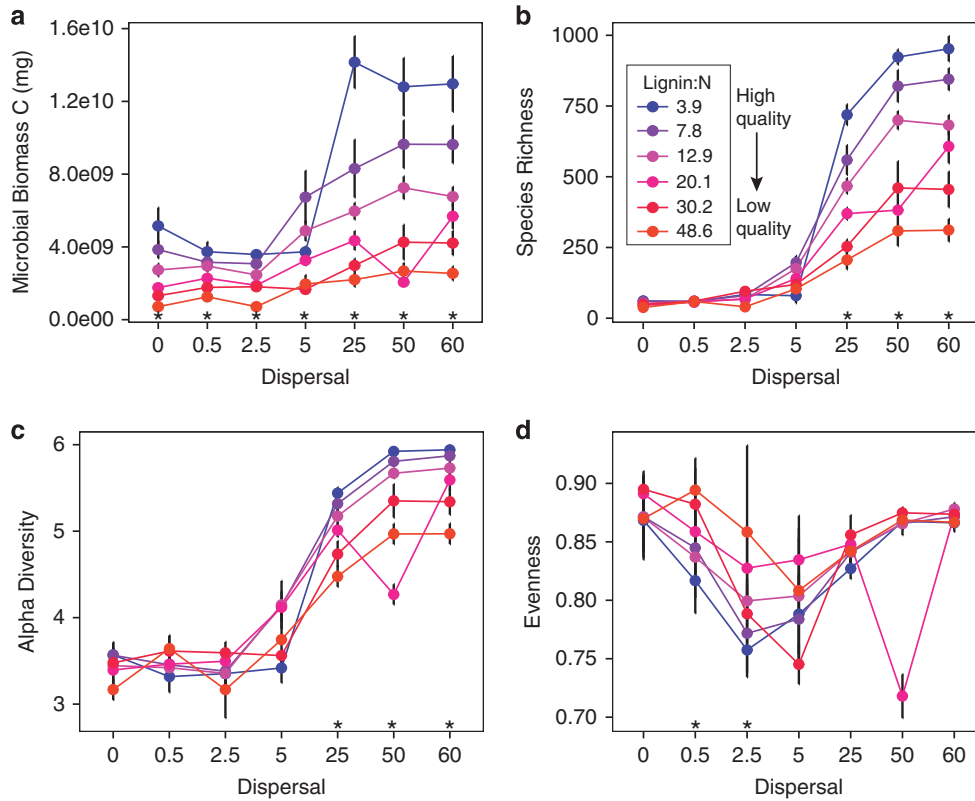 a
Microbial Biomass C (mg)
1.6e10
1.2e10
8.0e09
4.0e09
0.0e00
* * * * * * *
0 0.5 2.5 5 25 50 60
Dispersal
b
Species Richness
1000
750
500
250
0
Lignin:N
3.9
7.8
12.9
20.1
30.2
48.6
High
quality
Low
quality
* * *
0 0.5 2.5 5 25 50 60
Dispersal
c
Alpha Diversity
6
5
4
3
* * *
0 0.5 2.5 5 25 50 60
Dispersal
d
Evenness
0.90
0.85
0.80
0.75
0.70
* *
0 0.5 2.5 5 25 50 60
Dispersal